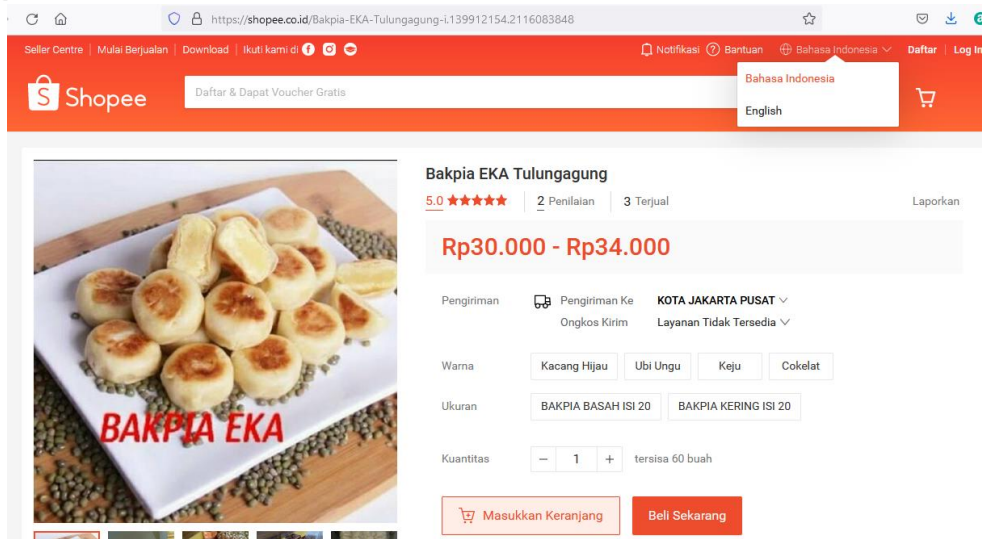 https://shopee.co.id/Bakpia-EKA-Tulungagung-i.139912154.2116083848
Seller Centre | Mulai Berjualan | Download | Ikuti kami di
Notifikasi Bantuan Bahasa Indonesia Daftar | Log In
Shopee
Daftar & Dapat Voucher Gratis
Bahasa Indonesia
English
Bakpia EKA Tulungagung
5.0 ★★★★★ 2 Penilaian 3 Terjual Laporkan
Rp30.000 - Rp34.000
Pengiriman Pengiriman Ke KOTA JAKARTA PUSAT
Ongkos Kirim Layanan Tidak Tersedia
Warna Kacang Hijau Ubi Ungu Keju Cokelat
Ukuran BAKPIA BASAH ISI 20 BAKPIA KERING ISI 20
Kuantitas − 1 + tersisa 60 buah
Masukkan Keranjang Beli Sekarang
BAKPIA EKA